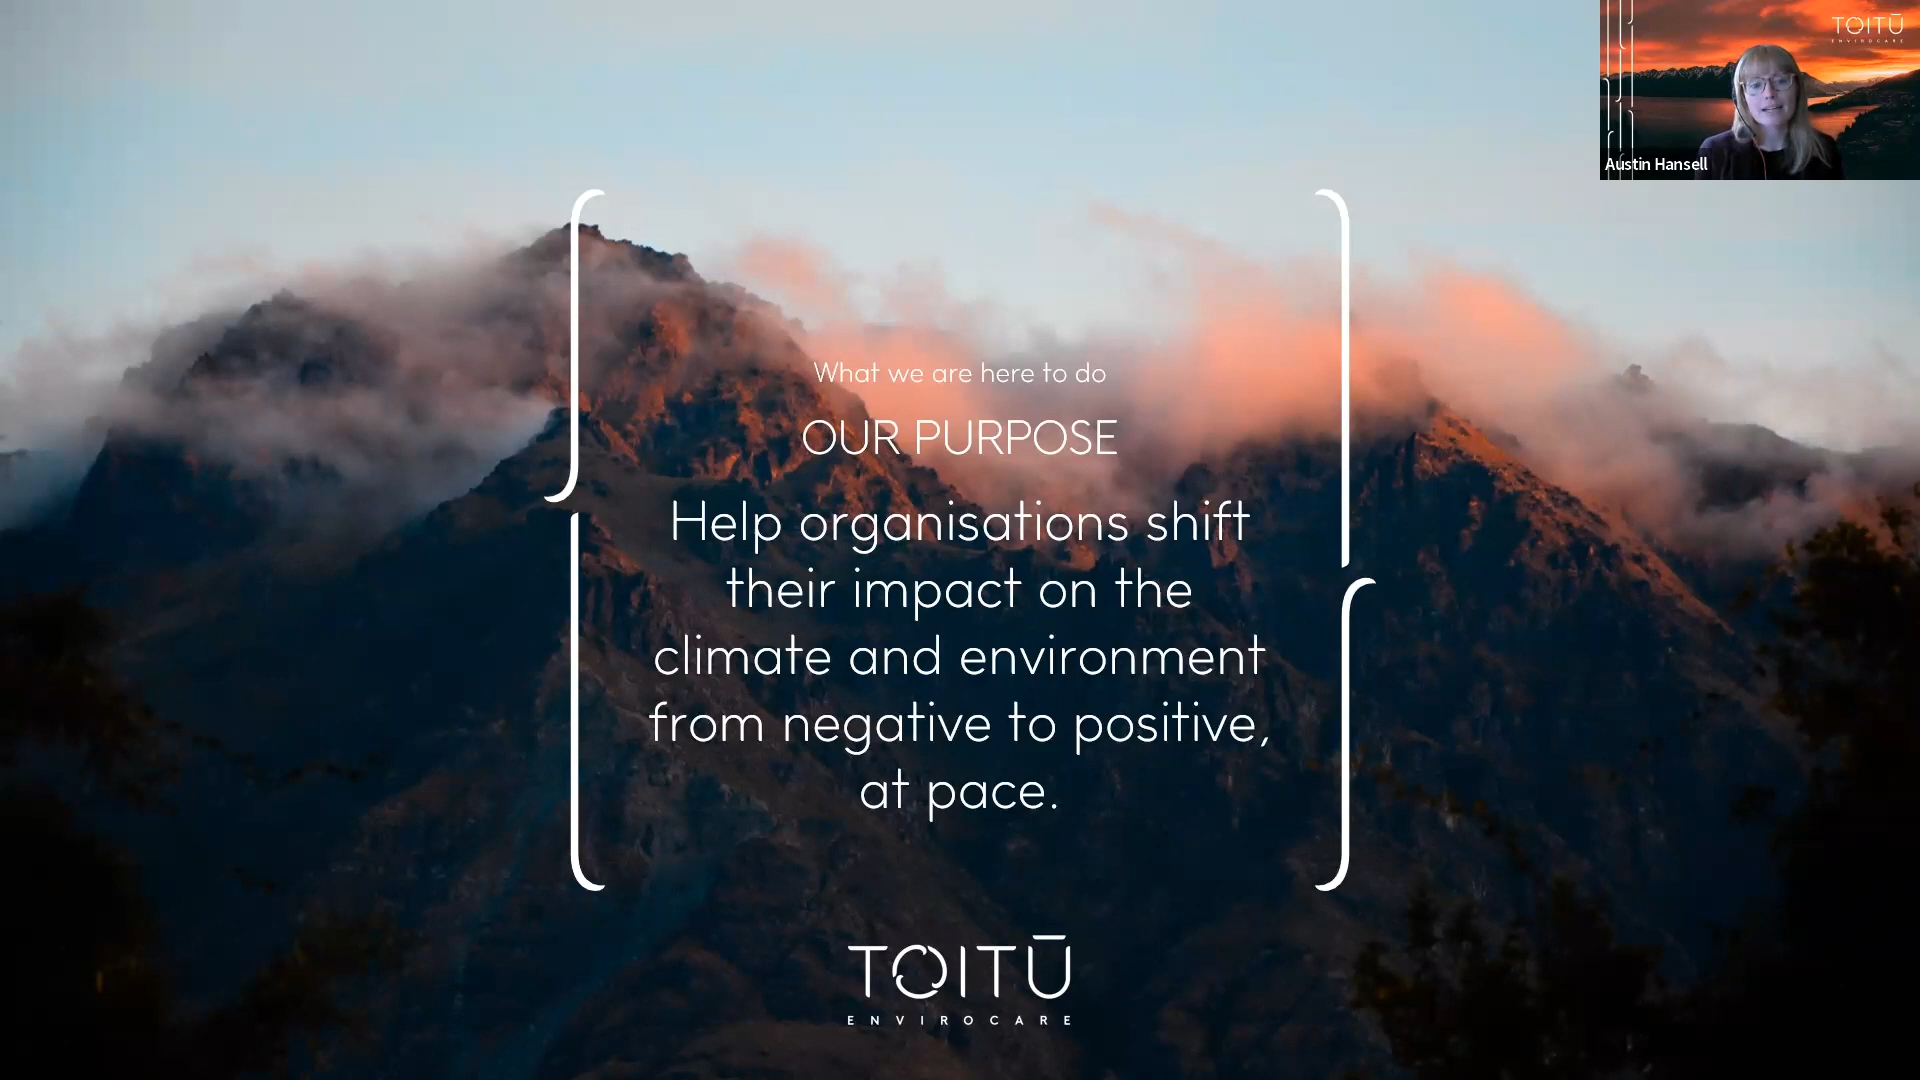 TOITŪ
ENVIROCARE
Austin Hansell
What we are here to do
OUR PURPOSE
Help organisations shift
their impact on the
climate and environment
from negative to positive,
at pace.
TOITŪ
ENVIROCARE